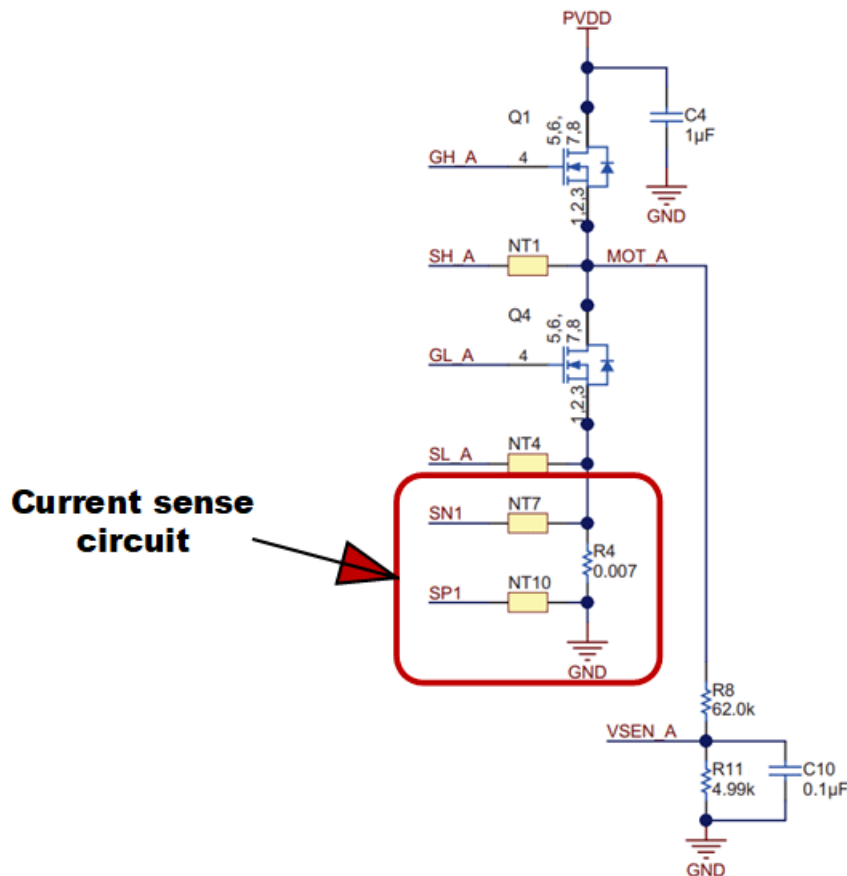 PVDD
Q1
5,6,
7,8
C4
1µF
GH_A
4
1,2,3
GND
SH_A
NT1
MOT_A
Q4
5,6,
7,8
GL_A
4
1,2,3
SL_A
NT4
Current sense
circuit
SN1
NT7
R4
0.007
SP1
NT10
GND
R8
62.0k
VSEN_A
R11
4.99k
C10
0.1µF
GND